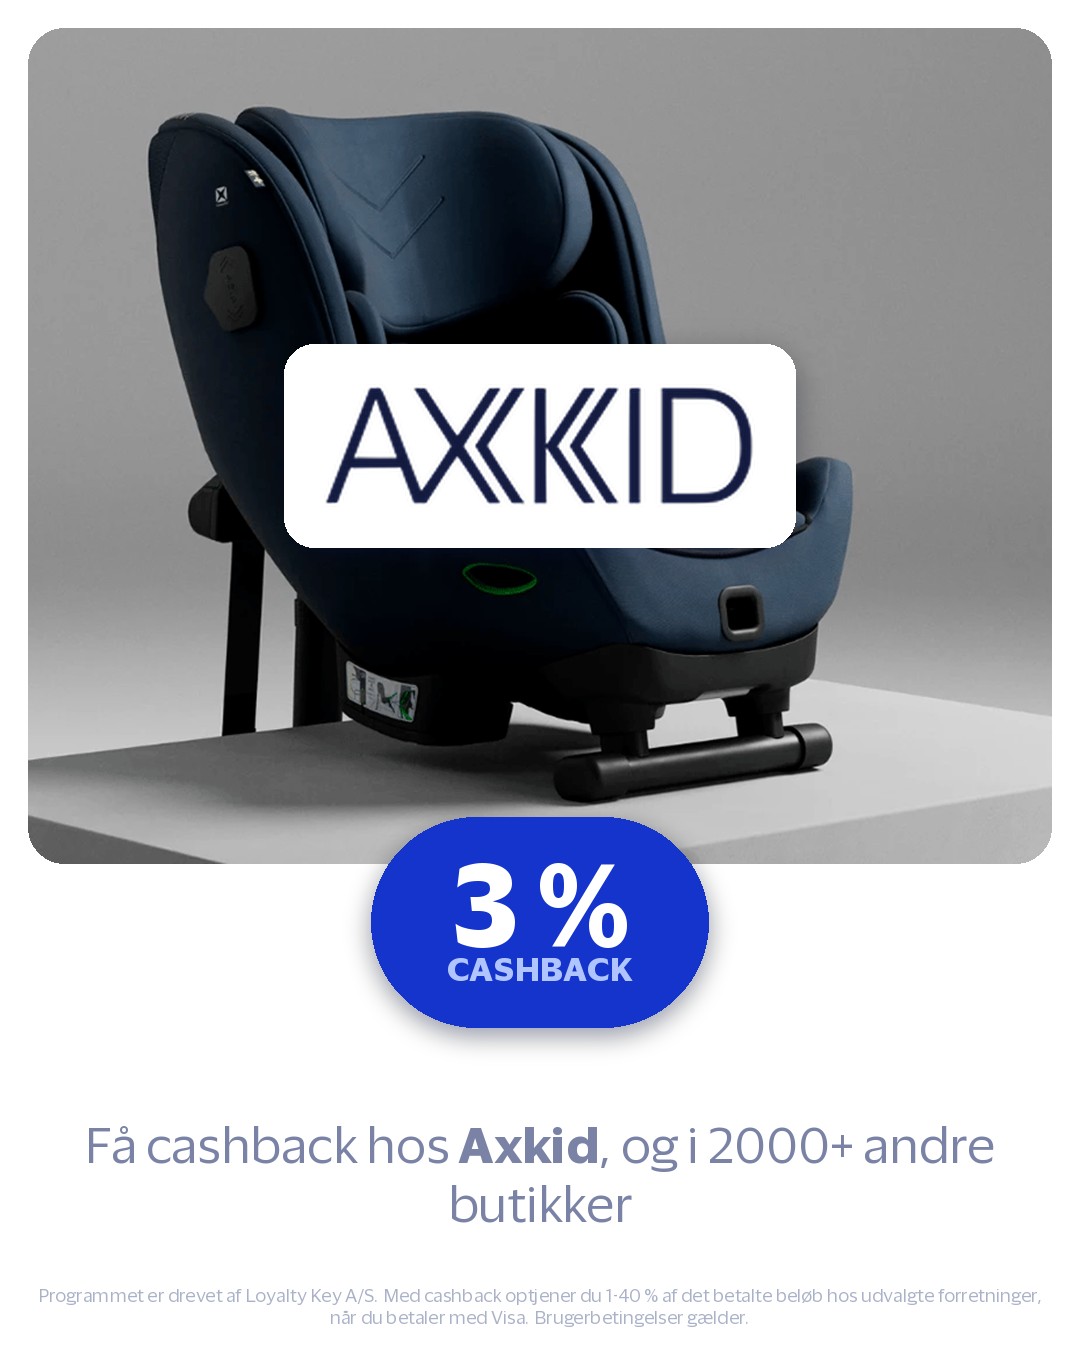 AXKID
3 %
CASHBACK
Få cashback hos Axkid, og i 2000+ andre
butikker
Programmet er drevet af Loyalty Key A/S. Med cashback optjener du 1-40 % af det betalte beløb hos udvalgte forretninger,
når du betaler med Visa. Brugerbetingelser gælder.